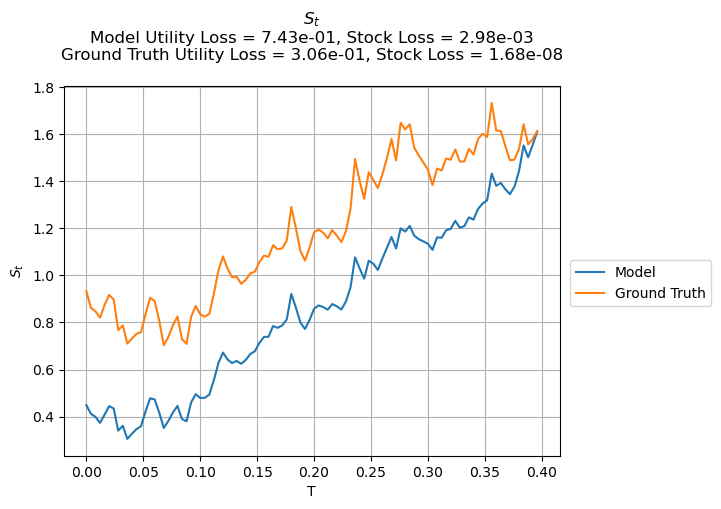 S_t
Model Utility Loss = 7.43e-01, Stock Loss = 2.98e-03
Ground Truth Utility Loss = 3.06e-01, Stock Loss = 1.68e-08
1.8
1.6
1.4
1.2
1.0
0.8
0.6
0.4
S_t
0.00 0.05 0.10 0.15 0.20 0.25 0.30 0.35 0.40
T
Model
Ground Truth